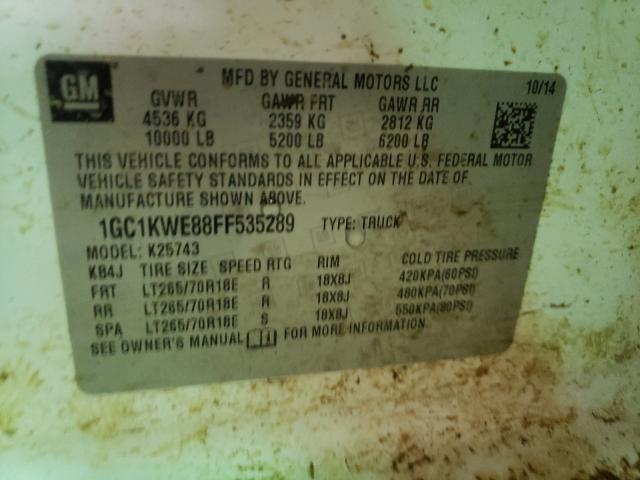 GM
MFD BY GENERAL MOTORS LLC 10/14
GVWR GAWR FRT GAWR RR
4536 KG 2359 KG 2812 KG
10000 LB 5200 LB 6200 LB
THIS VEHICLE CONFORMS TO ALL APPLICABLE U.S. FEDERAL MOTOR
VEHICLE SAFETY STANDARDS IN EFFECT ON THE DATE OF
MANUFACTURE SHOWN ABOVE.
1GC1KWE88FF535289 TYPE: TRUCK
MODEL: K25743
KB4J TIRE SIZE SPEED RTG RIM COLD TIRE PRESSURE
FRT LT265/70R18E R 18X8J 420KPA(60PSI)
RR LT265/70R18E R 18X8J 480KPA(70PSI)
SPA LT265/70R18E S 18X8J 550KPA(80PSI)
SEE OWNER'S MANUAL FOR MORE INFORMATION